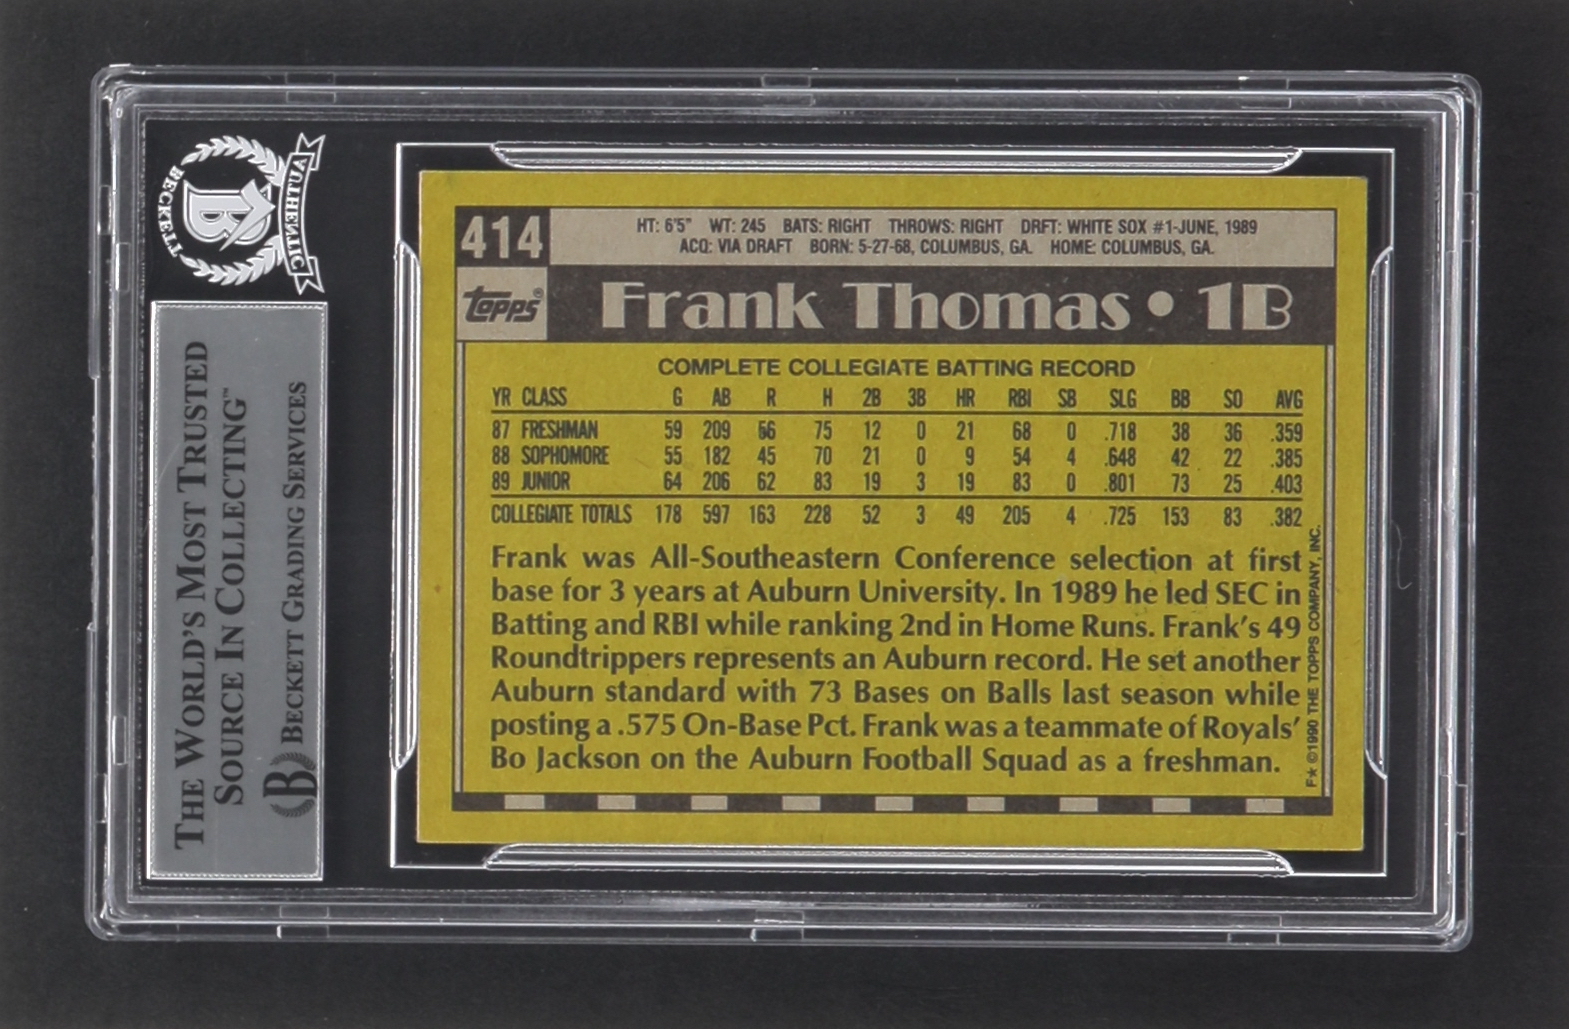 BECKETT
AUTHENTIC
B
THE WORLD'S MOST TRUSTED
SOURCE IN COLLECTING™
B BECKETT GRADING SERVICES
414
HT: 6'5" WT: 245 BATS: RIGHT THROWS: RIGHT DRFT: WHITE SOX #1-JUNE, 1989
ACQ: VIA DRAFT BORN: 5-27-68, COLUMBUS, GA. HOME: COLUMBUS, GA.
topps®
Frank Thomas • 1B
COMPLETE COLLEGIATE BATTING RECORD
YR CLASS G AB R H 2B 3B HR RBI SB SLG BB SO AVG
87 FRESHMAN 59 209 56 75 12 0 21 68 0 .718 38 36 .359
88 SOPHOMORE 55 182 45 70 21 0 9 54 4 .648 42 22 .385
89 JUNIOR 64 206 62 83 19 3 19 83 0 .801 73 25 .403
COLLEGIATE TOTALS 178 597 163 228 52 3 49 205 4 .725 153 83 .382
Frank was All-Southeastern Conference selection at first
base for 3 years at Auburn University. In 1989 he led SEC in
Batting and RBI while ranking 2nd in Home Runs. Frank's 49
Roundtrippers represents an Auburn record. He set another
Auburn standard with 73 Bases on Balls last season while
posting a .575 On-Base Pct. Frank was a teammate of Royals'
Bo Jackson on the Auburn Football Squad as a freshman.
F★ ©1990 THE TOPPS COMPANY, INC.